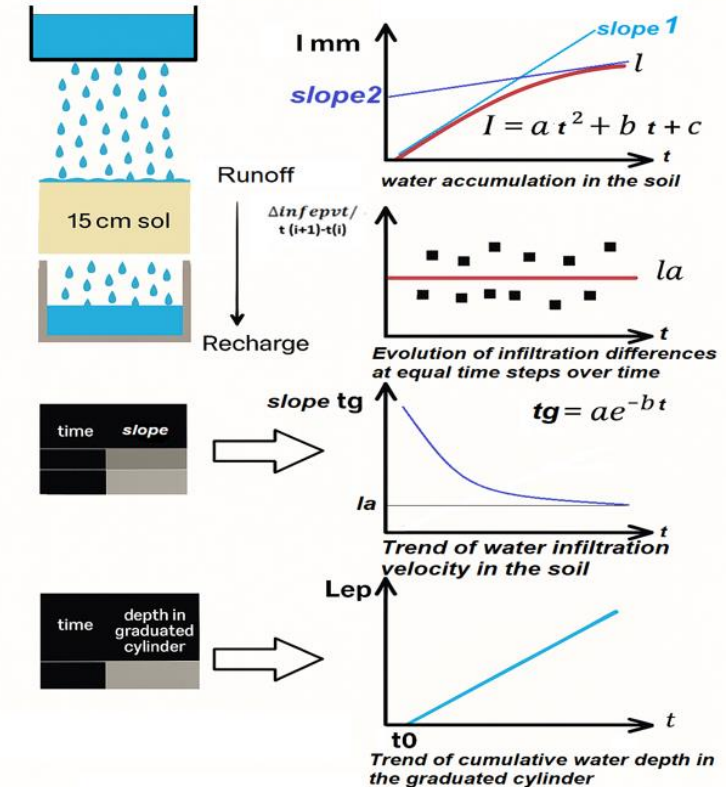 I mm
slope 1
l
slope2
I = a t² + b t + c
t
water accumulation in the soil
Runoff
15 cm sol
Δinfepvt/
t (i+1)-t(i)
Recharge
la
t
Evolution of infiltration differences
at equal time steps over time
time slope
slope tg
tg = ae⁻ᵇᵗ
la
t
Trend of water infiltration
velocity in the soil
time
depth in
graduated
cylinder
Lep
t0
t
Trend of cumulative water depth in
the graduated cylinder